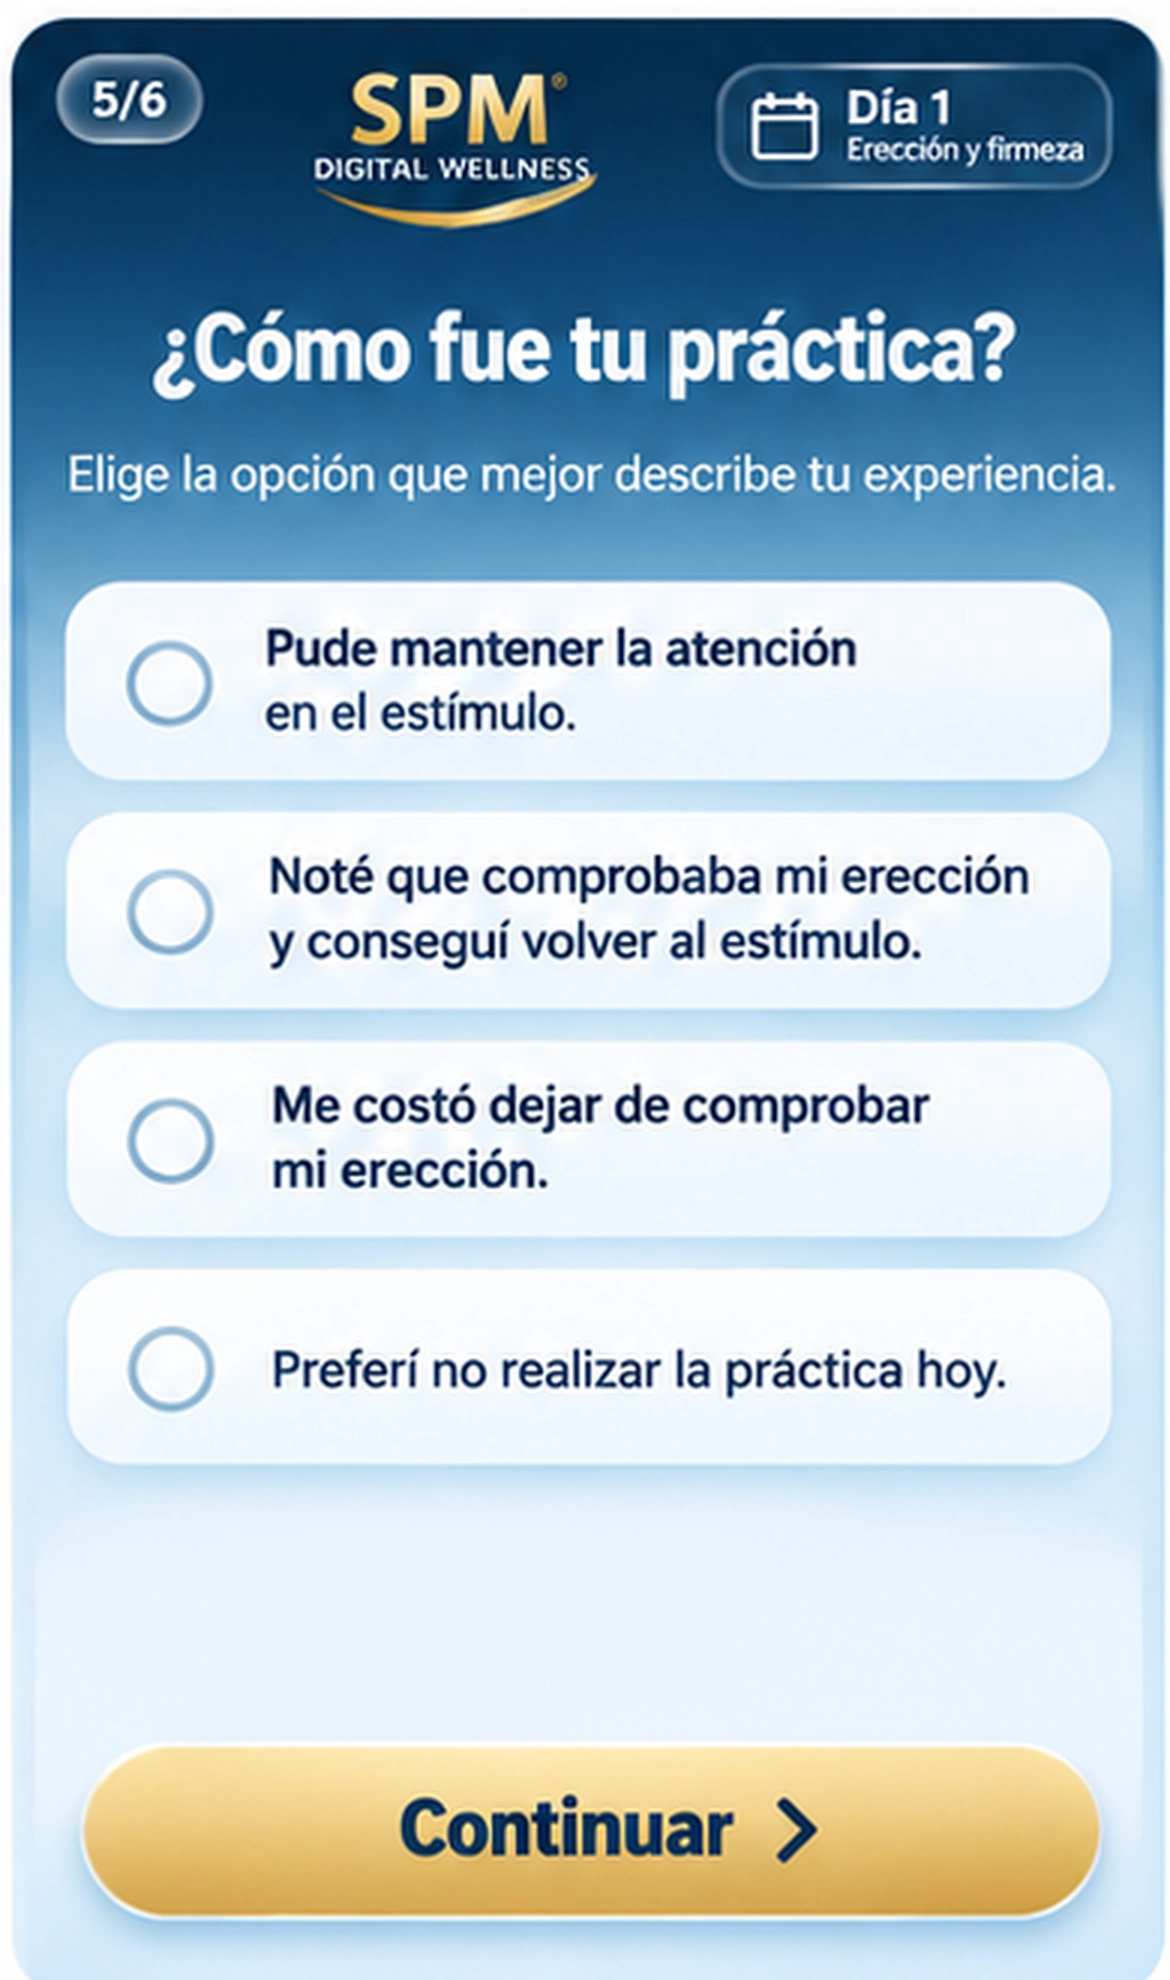 5/6
SPM®
DIGITAL WELLNESS
Día 1
Erección y firmeza
¿Cómo fue tu práctica?
Elige la opción que mejor describe tu experiencia.
Pude mantener la atención
en el estímulo.
Noté que comprobaba mi erección
y conseguí volver al estímulo.
Me costó dejar de comprobar
mi erección.
Preferí no realizar la práctica hoy.
Continuar